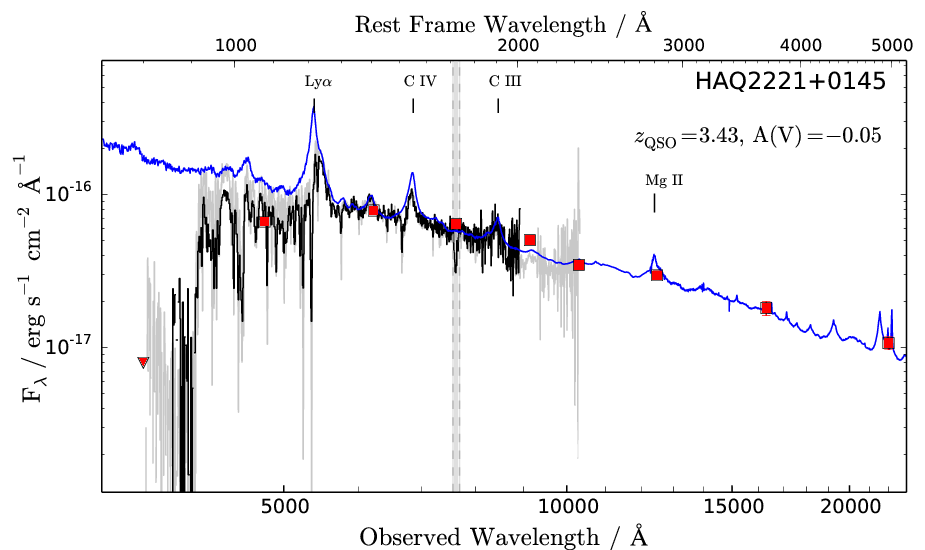 Rest Frame Wavelength / Å
1000 2000 3000 4000 5000
Lyα C IV C III HAQ2221+0145
z_QSO=3.43, A(V)=−0.05
Mg II
10^-16
10^-17
F_λ / erg s^−1 cm^−2 Å^−1
5000 10000 15000 20000
Observed Wavelength / Å